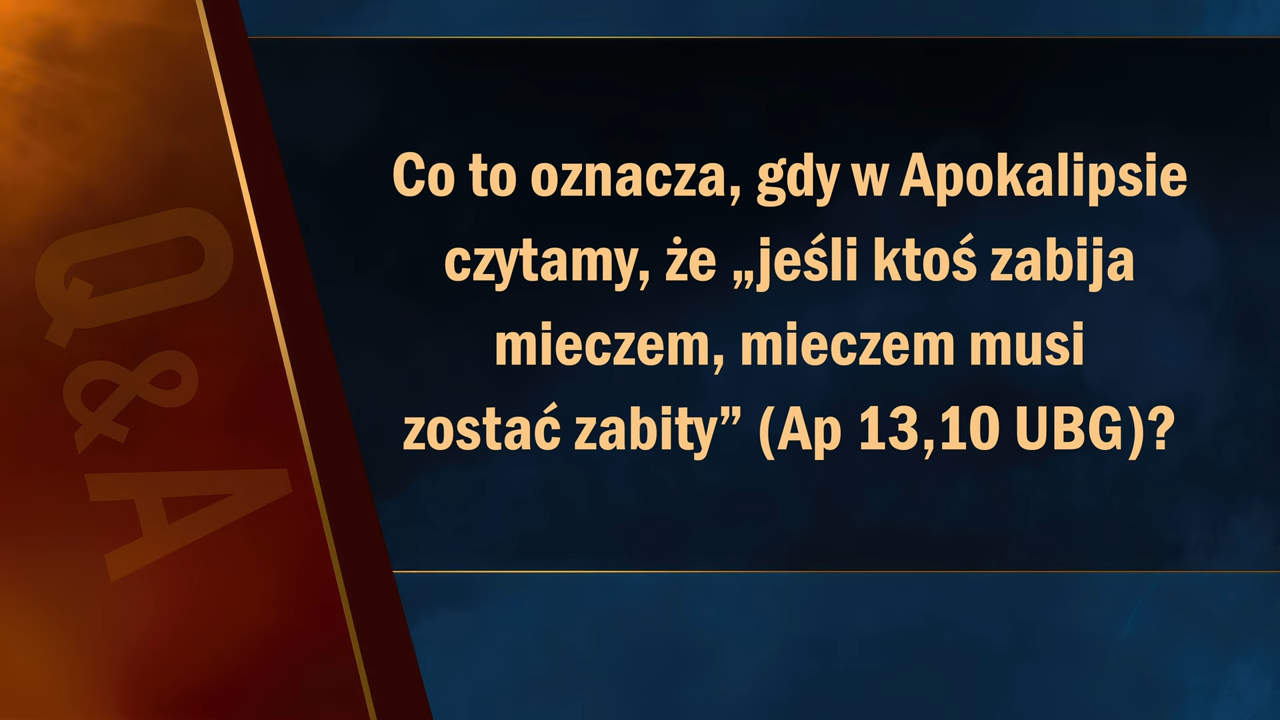 Q&A
Co to oznacza, gdy w Apokalipsie
czytamy, że „jeśli ktoś zabija
mieczem, mieczem musi
zostać zabity” (Ap 13,10 UBG)?